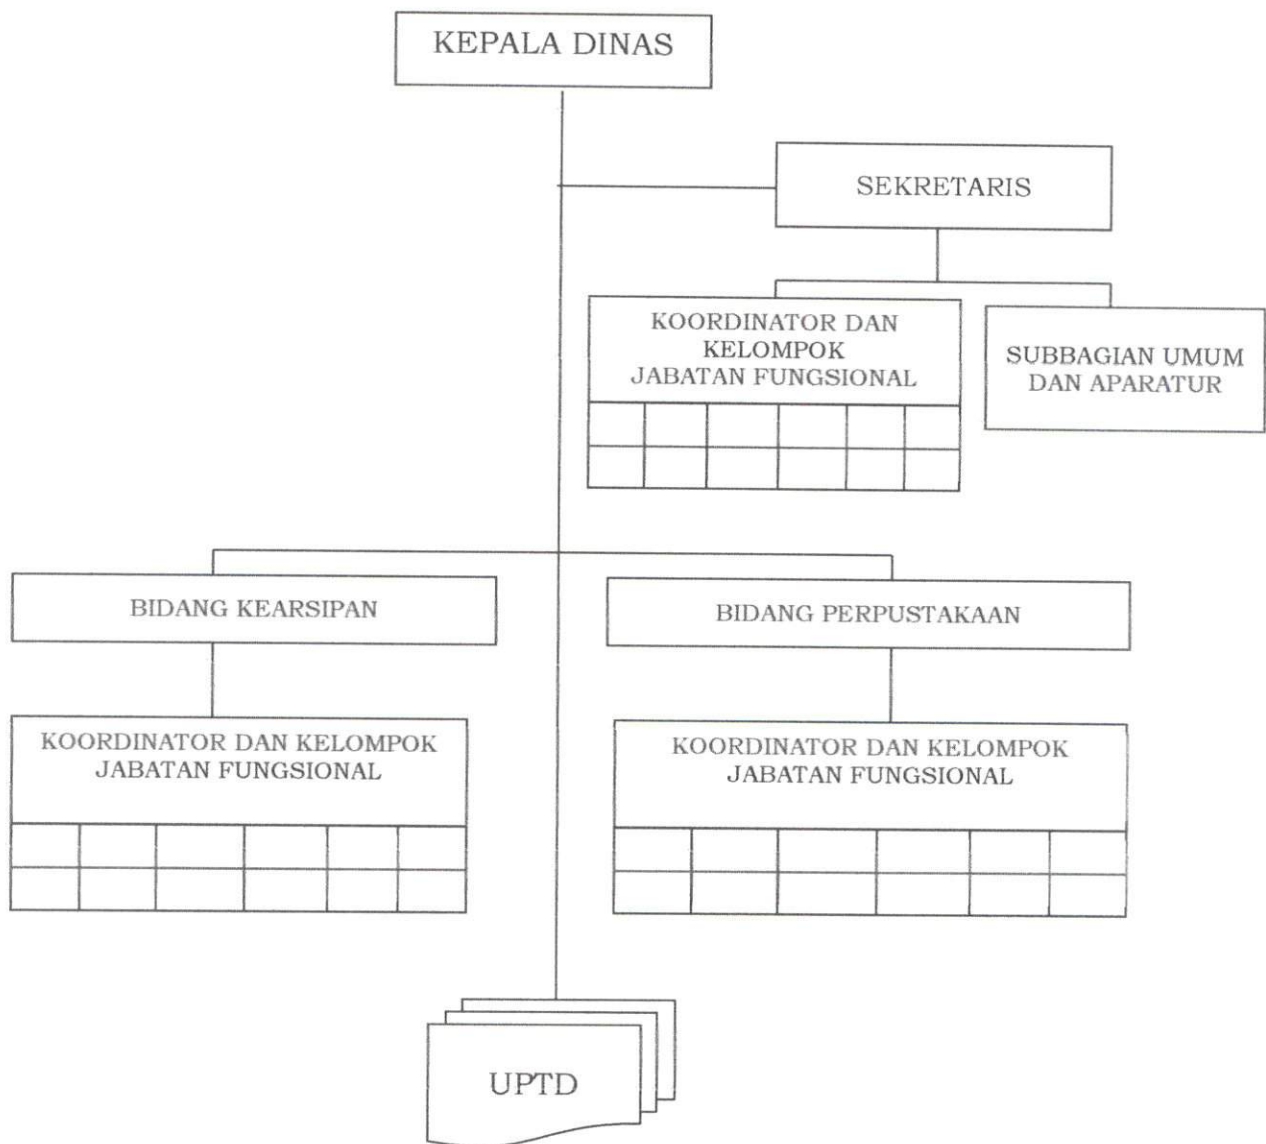 KEPALA DINAS
SEKRETARIS
KOORDINATOR DAN
KELOMPOK
JABATAN FUNGSIONAL
SUBBAGIAN UMUM
DAN APARATUR
BIDANG KEARSIPAN
BIDANG PERPUSTAKAAN
KOORDINATOR DAN KELOMPOK
JABATAN FUNGSIONAL
KOORDINATOR DAN KELOMPOK
JABATAN FUNGSIONAL
UPTD